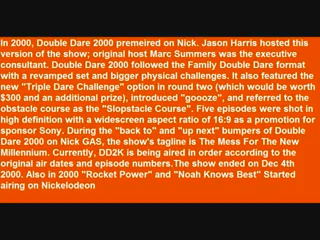 In 2000, Double Dare 2000 premeired on Nick. Jason Harris hosted this
version of the show; original host Marc Summers was the executive
consultant. Double Dare 2000 followed the Family Double Dare format
with a revamped set and bigger physical challenges. It also featured the
new "Triple Dare Challenge" option in round two (which would be worth
$300 and an additional prize), introduced "goooze", and referred to the
obstacle course as the "Slopstacle Course". Five episodes were shot in
high definition with a widescreen aspect ratio of 16:9 as a promotion for
sponsor Sony. During the "back to" and "up next" bumpers of Double
Dare 2000 on Nick GAS, the show's tagline is The Mess For The New
Millennium. Currently, DD2K is being aired in order according to the
original air dates and episode numbers.The show ended on Dec 4th
2000. Also in 2000 "Rocket Power" and "Noah Knows Best" Started
airing on Nickelodeon